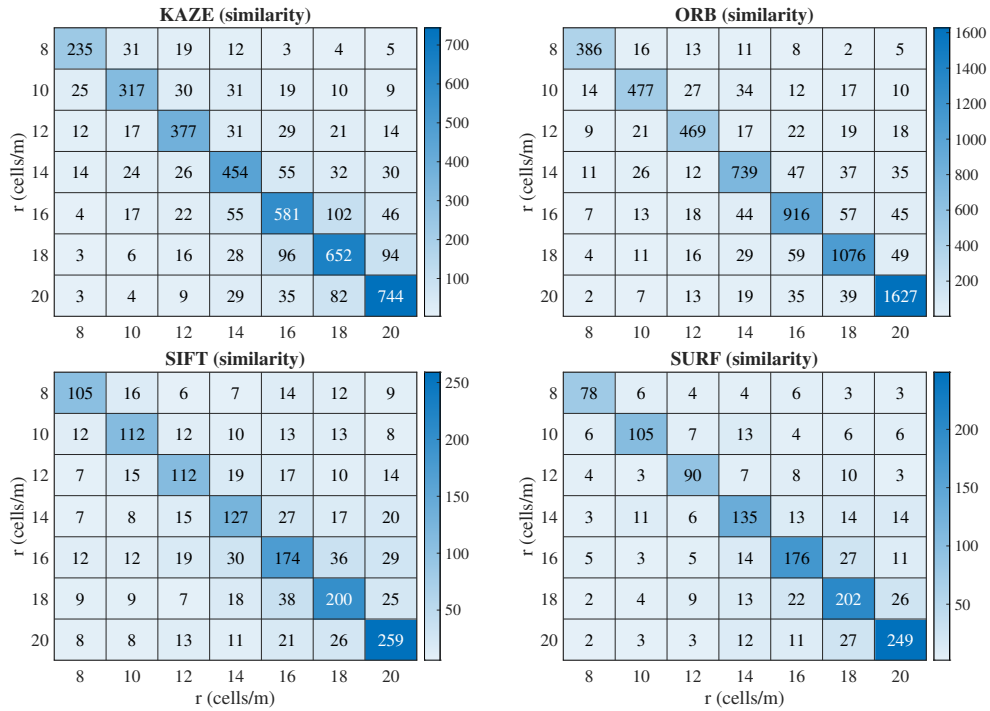 KAZE (similarity)
r (cells/m)
8 235 31 19 12 3 4 5
10 25 317 30 31 19 10 9
12 12 17 377 31 29 21 14
14 14 24 26 454 55 32 30
16 4 17 22 55 581 102 46
18 3 6 16 28 96 652 94
20 3 4 9 29 35 82 744
8 10 12 14 16 18 20
700
600
500
400
300
200
100
ORB (similarity)
r (cells/m)
8 386 16 13 11 8 2 5
10 14 477 27 34 12 17 10
12 9 21 469 17 22 19 18
14 11 26 12 739 47 37 35
16 7 13 18 44 916 57 45
18 4 11 16 29 59 1076 49
20 2 7 13 19 35 39 1627
8 10 12 14 16 18 20
1600
1400
1200
1000
800
600
400
200
SIFT (similarity)
r (cells/m)
8 105 16 6 7 14 12 9
10 12 112 12 10 13 13 8
12 7 15 112 19 17 10 14
14 7 8 15 127 27 17 20
16 12 12 19 30 174 36 29
18 9 9 7 18 38 200 25
20 8 8 13 11 21 26 259
8 10 12 14 16 18 20
r (cells/m)
250
200
150
100
50
SURF (similarity)
r (cells/m)
8 78 6 4 4 6 3 3
10 6 105 7 13 4 6 6
12 4 3 90 7 8 10 3
14 3 11 6 135 13 14 14
16 5 3 5 14 176 27 11
18 2 4 9 13 22 202 26
20 2 3 3 12 11 27 249
8 10 12 14 16 18 20
r (cells/m)
200
150
100
50